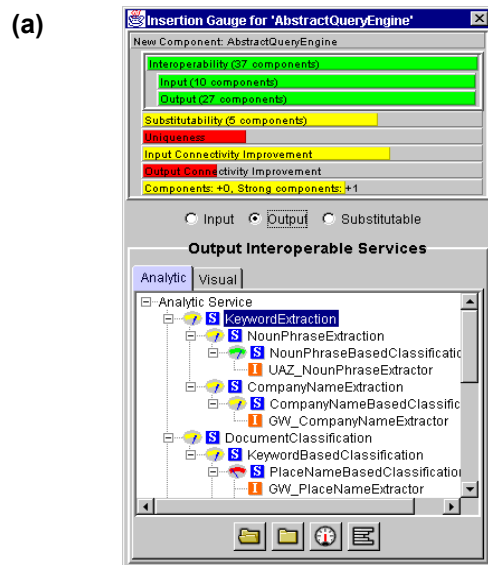 (a)
Insertion Gauge for 'AbstractQueryEngine'
New Component: AbstractQueryEngine
Interoperability (37 components)
Input (10 components)
Output (27 components)
Substitutability (5 components)
Uniqueness
Input Connectivity Improvement
Output Connectivity Improvement
Components: +0, Strong components: +1
Input Output Substitutable
Output Interoperable Services
Analytic Visual
Analytic Service
S KeywordExtraction
S NounPhraseExtraction
S NounPhraseBasedClassificatic
I UAZ_NounPhraseExtractor
S CompanyNameExtraction
S CompanyNameBasedClassific
I GW_CompanyNameExtractor
S DocumentClassification
S KeywordBasedClassification
S PlaceNameBasedClassification
I GW_PlaceNameExtractor